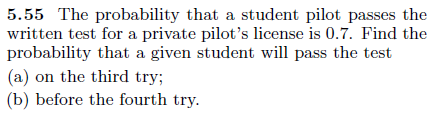 5.55 The probability that a student pilot passes the
written test for a private pilot's license is 0.7. Find the
probability that a given student will pass the test
(a) on the third try;
(b) before the fourth try.